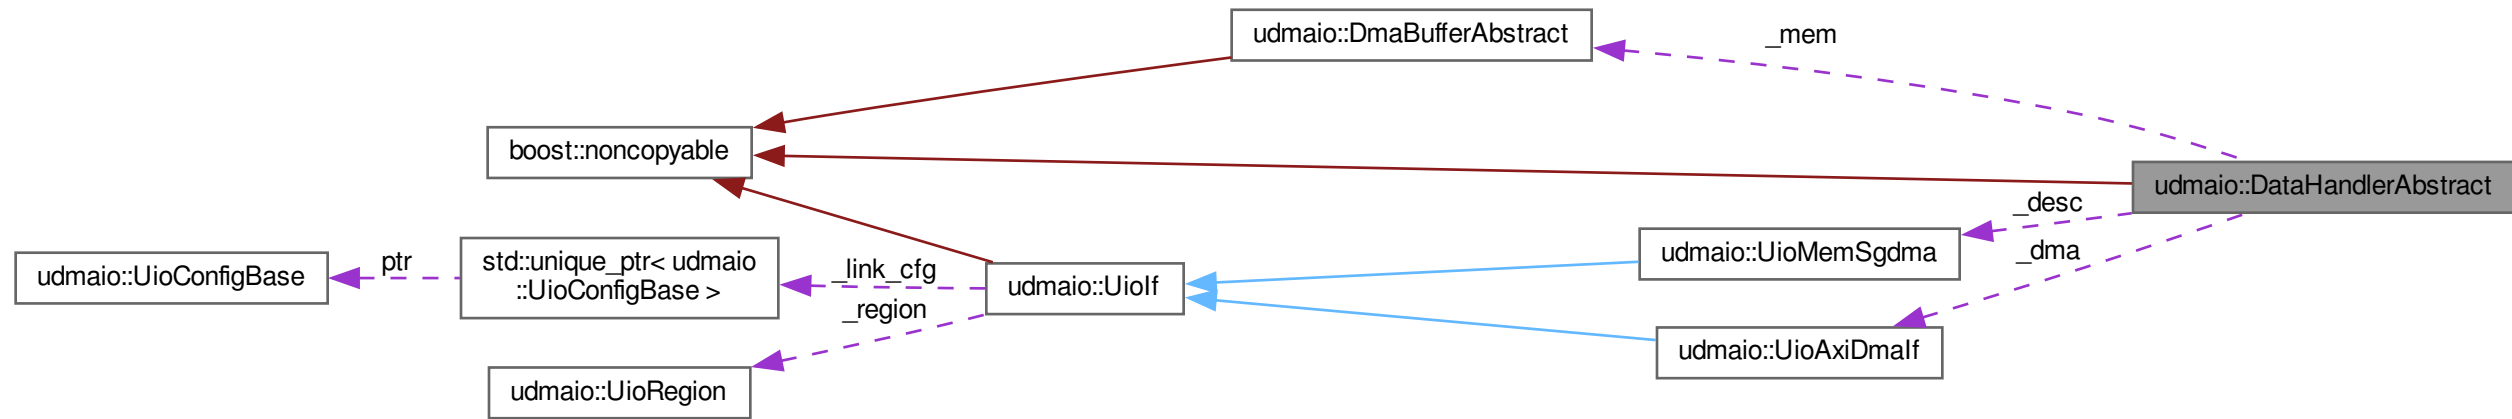 udmaio::DmaBufferAbstract
_mem
boost::noncopyable
udmaio::DataHandlerAbstract
_desc
udmaio::UioMemSgdma
_dma
udmaio::UioConfigBase
ptr
std::unique_ptr< udmaio
::UioConfigBase >
_link_cfg
udmaio::UioIf
_region
udmaio::UioAxiDmaIf
udmaio::UioRegion